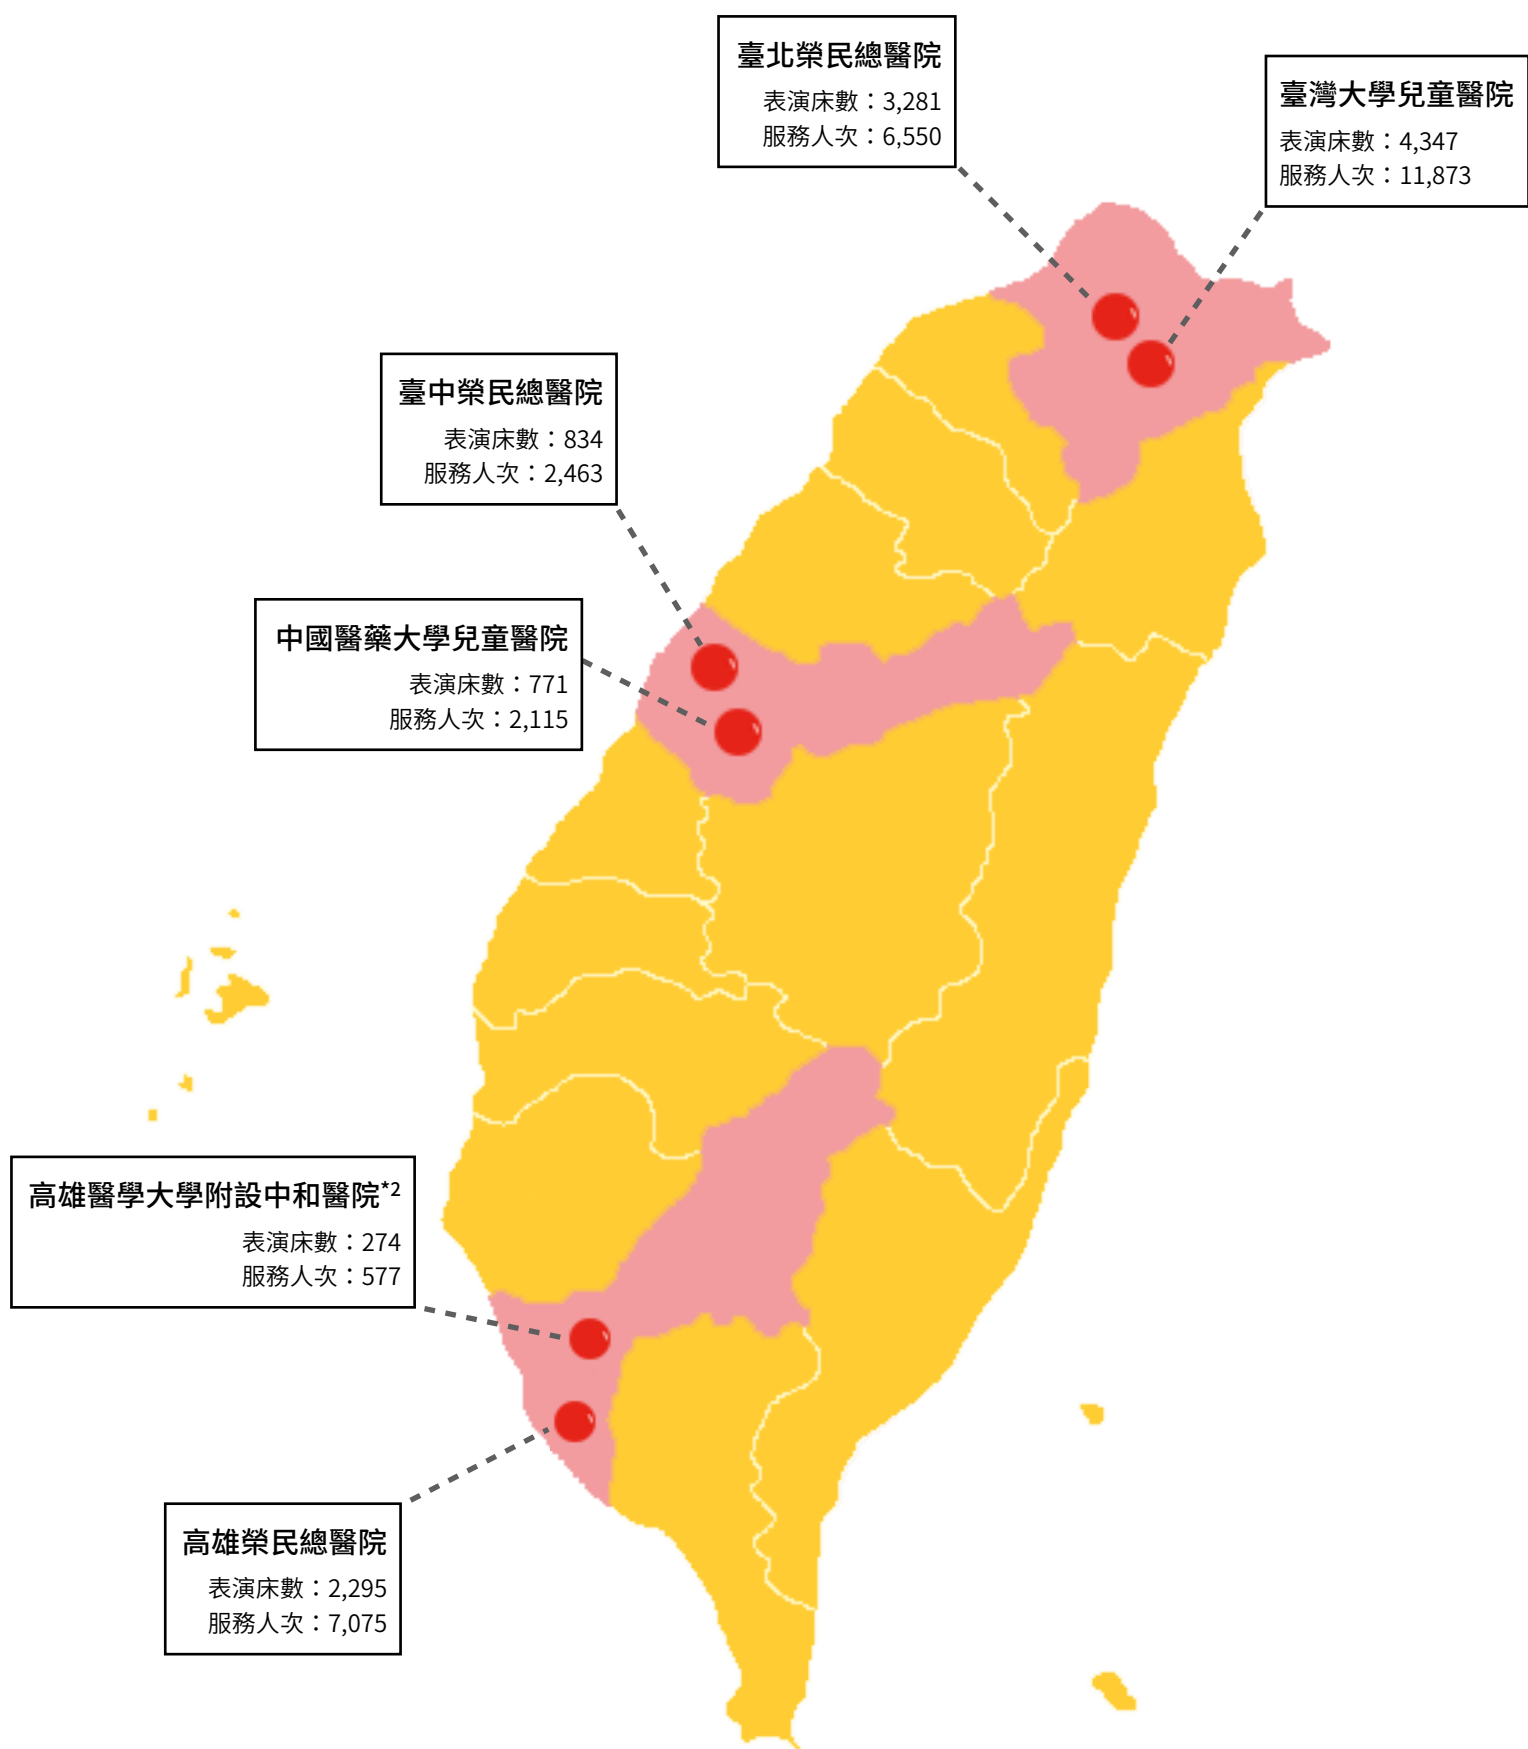 臺北榮民總醫院
表演床數：3,281
服務人次：6,550
臺灣大學兒童醫院
表演床數：4,347
服務人次：11,873
臺中榮民總醫院
表演床數：834
服務人次：2,463
中國醫藥大學兒童醫院
表演床數：771
服務人次：2,115
高雄醫學大學附設中和醫院*2
表演床數：274
服務人次：577
高雄榮民總醫院
表演床數：2,295
服務人次：7,075